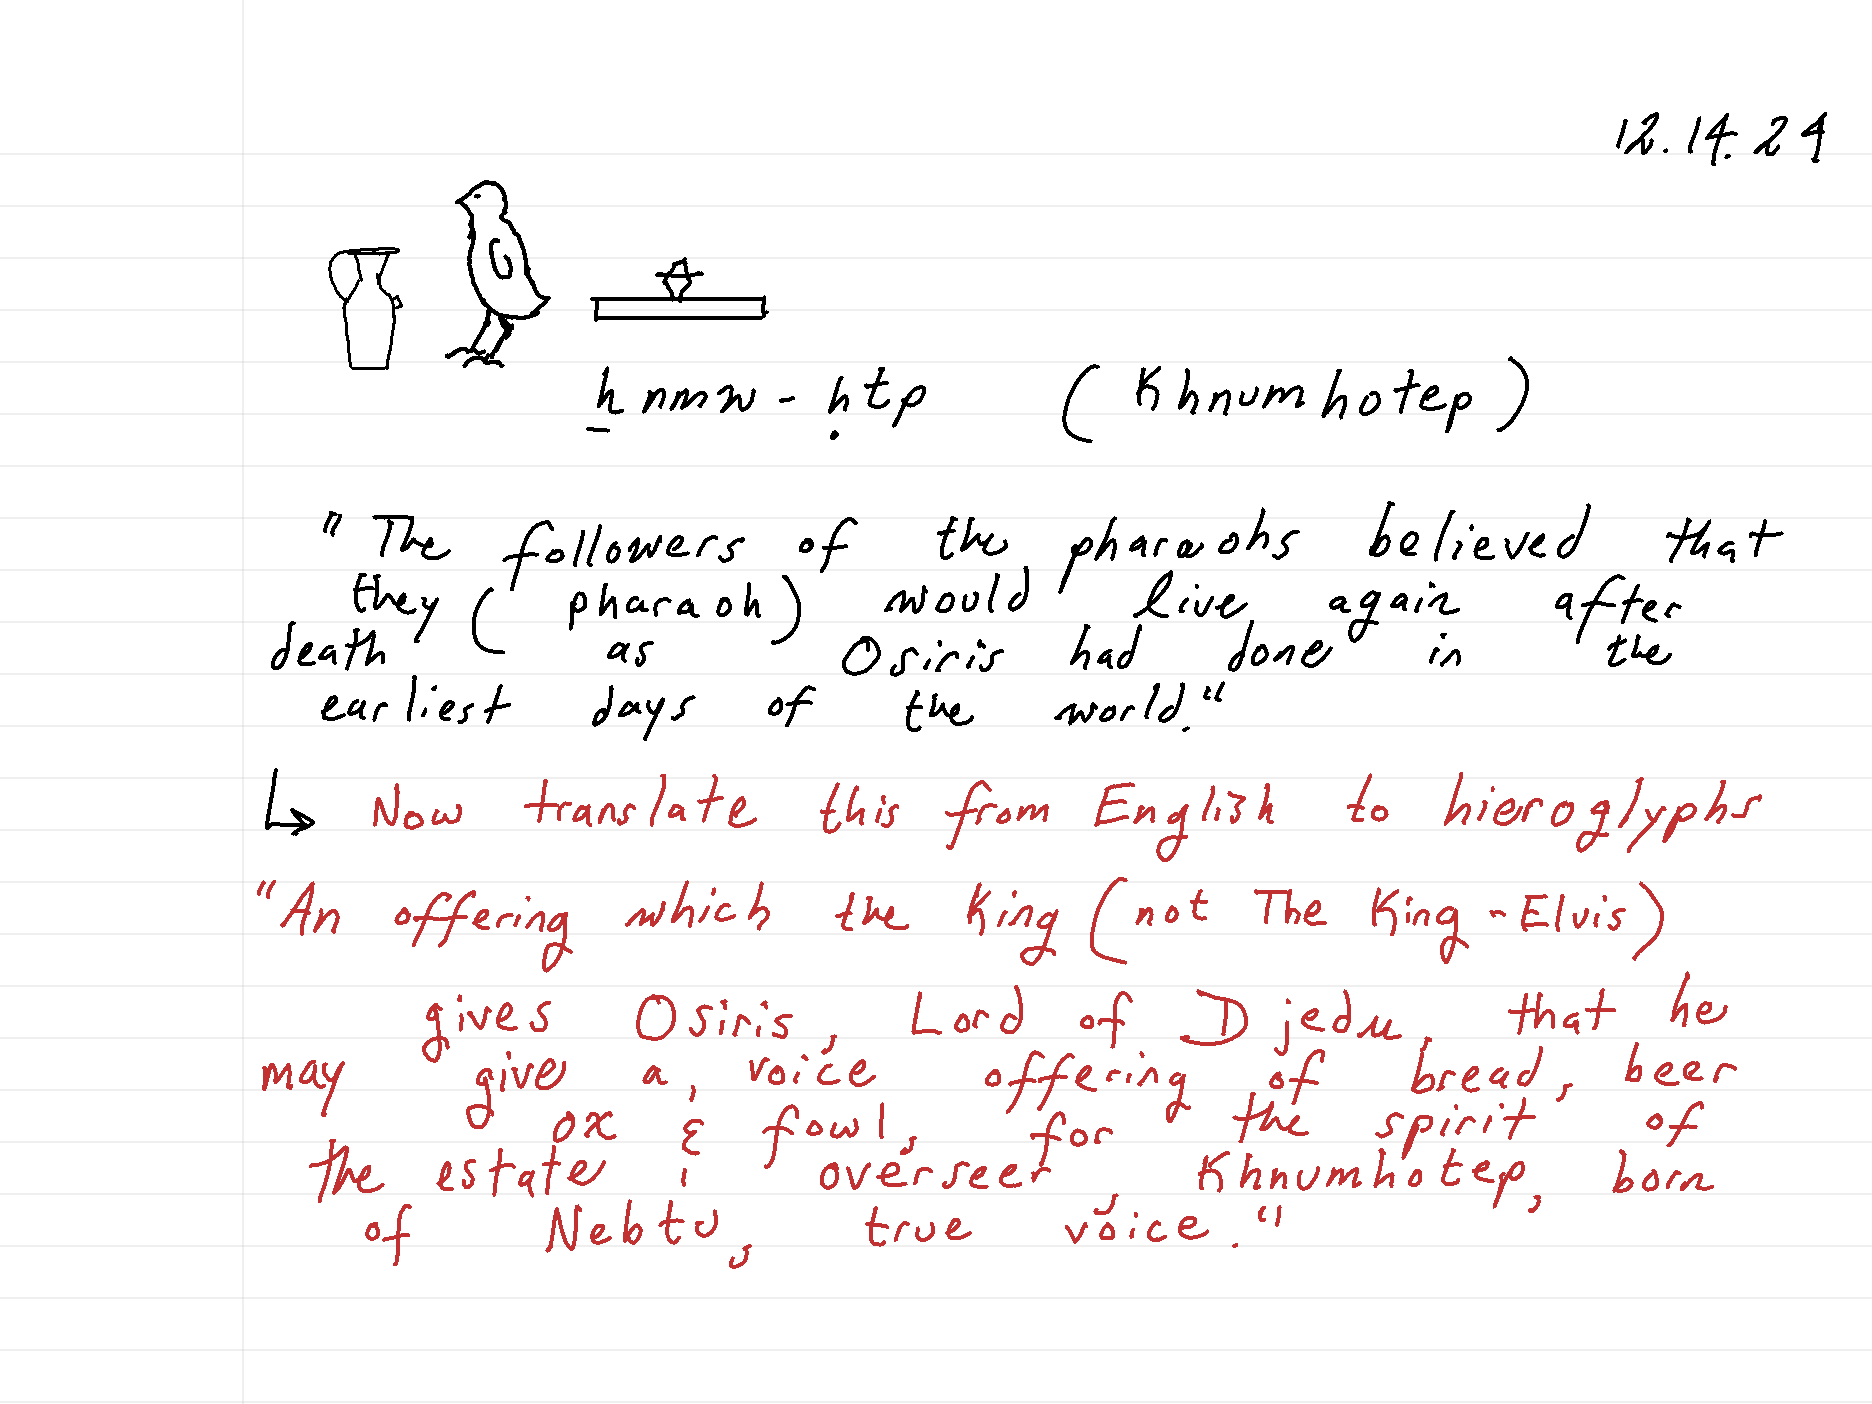 12.14.24
ẖnmw-ḥtp (Khnumhotep)
"The followers of the pharaohs believed that
they (pharaoh) would live again after
death as Osiris had done in the
earliest days of the world."
↳ Now translate this from English to hieroglyphs
"An offering which the King (not The King - Elvis)
gives Osiris, Lord of Djedu, that he
may give a, voice offering of bread, beer
ox & fowl, for the spirit of
the estate overseer, Khnumhotep, born
of Nebtu, true voice."